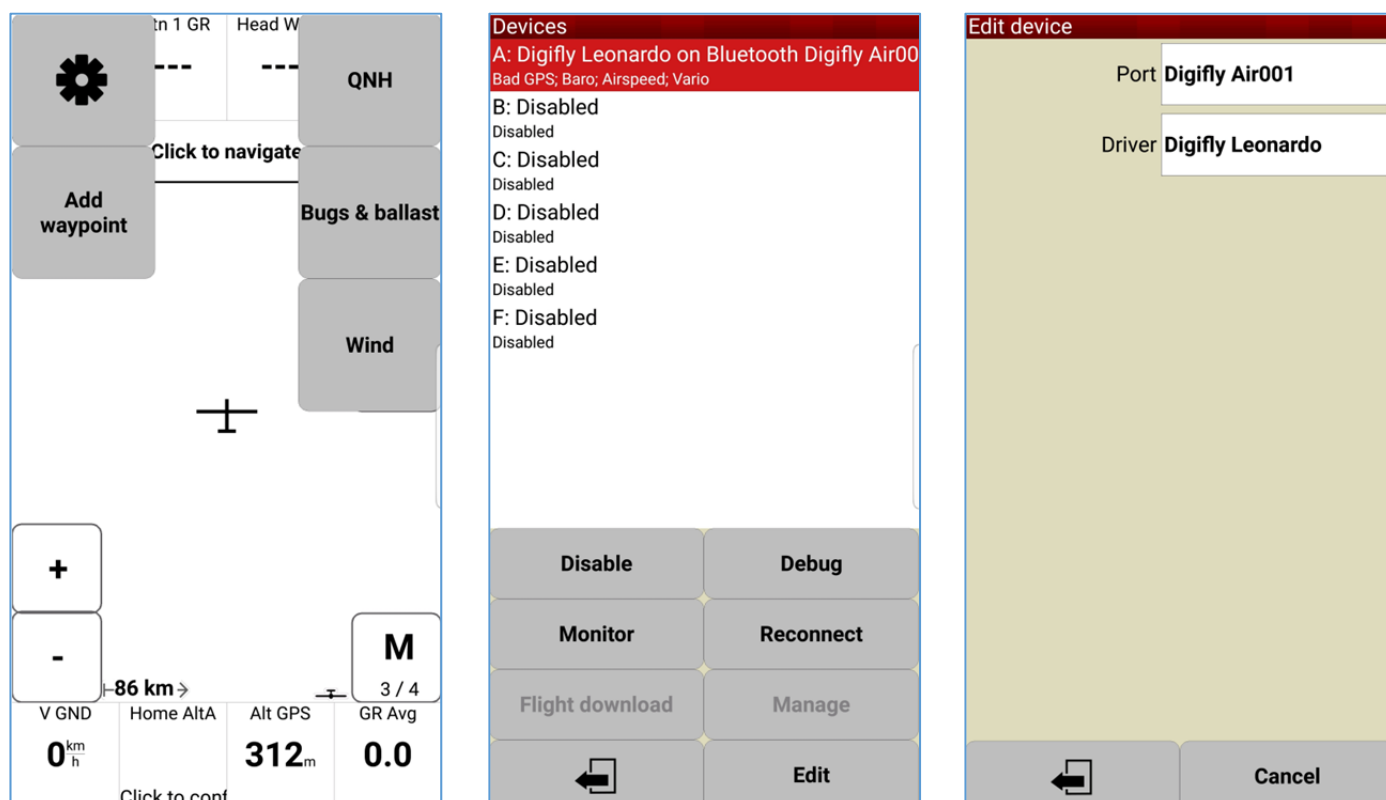 tn 1 GR
Head W
---
---
QNH
Click to navigate
Add
waypoint
Bugs & ballast
Wind
+
-
M
3 / 4
86 km
V GND
Home AltA
Alt GPS
GR Avg
0 km/h
312m
0.0
Click to conf
Devices
A: Digifly Leonardo on Bluetooth Digifly Air00
Bad GPS; Baro; Airspeed; Vario
B: Disabled
Disabled
C: Disabled
Disabled
D: Disabled
Disabled
E: Disabled
Disabled
F: Disabled
Disabled
Disable
Debug
Monitor
Reconnect
Flight download
Manage
Edit
Edit device
Port Digifly Air001
Driver Digifly Leonardo
Cancel